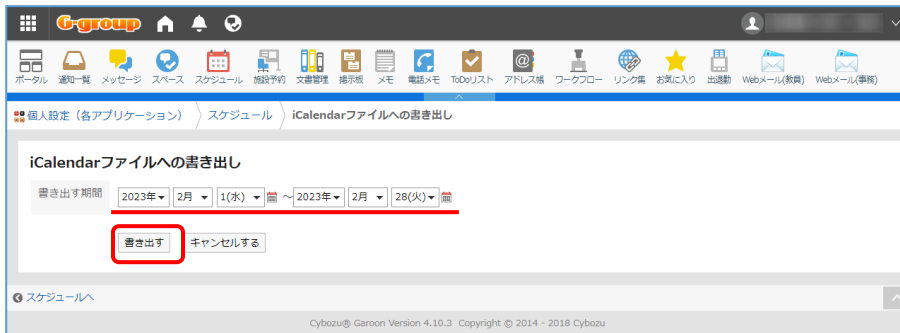 G-group
ポータル 通知一覧 メッセージ スペース スケジュール 施設予約 文書管理 掲示板 メモ 電話メモ ToDoリスト アドレス帳 ワークフロー リンク集 お気に入り 出退勤 Webメール(教員) Webメール(事務)
個人設定（各アプリケーション） 〉 スケジュール 〉 iCalendarファイルへの書き出し
iCalendarファイルへの書き出し
書き出す期間 2023年 2月 1(水) ～ 2023年 2月 28(火)
書き出す キャンセルする
スケジュールへ
Cybozu® Garoon Version 4.10.3 Copyright © 2014 - 2018 Cybozu